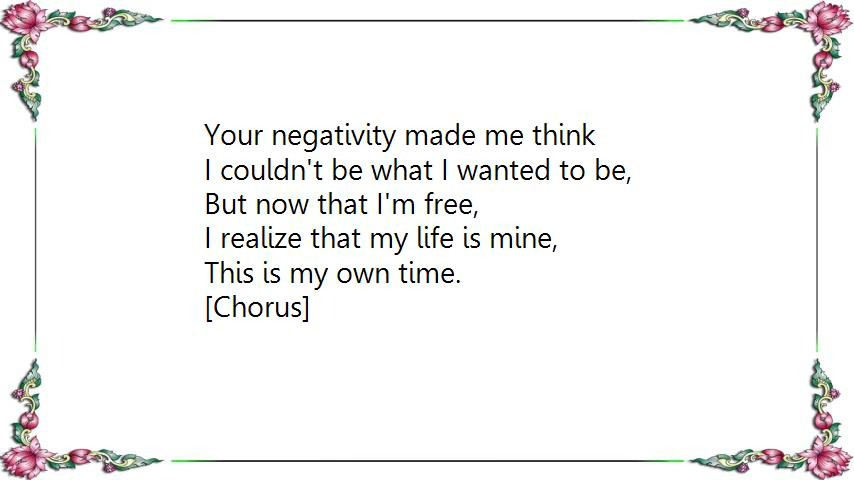 Your negativity made me think
I couldn't be what I wanted to be,
But now that I'm free,
I realize that my life is mine,
This is my own time.
[Chorus]